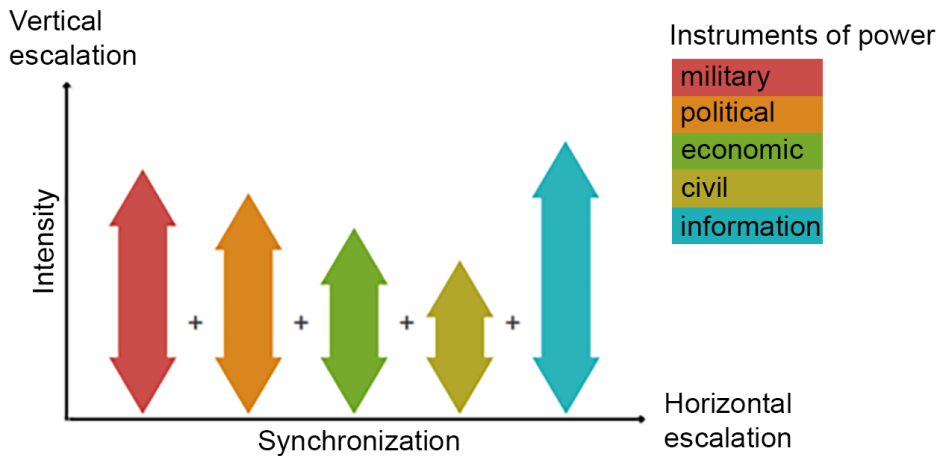 Vertical
escalation
Instruments of power
military
political
economic
civil
information
Intensity
+ + + +
Synchronization
Horizontal
escalation